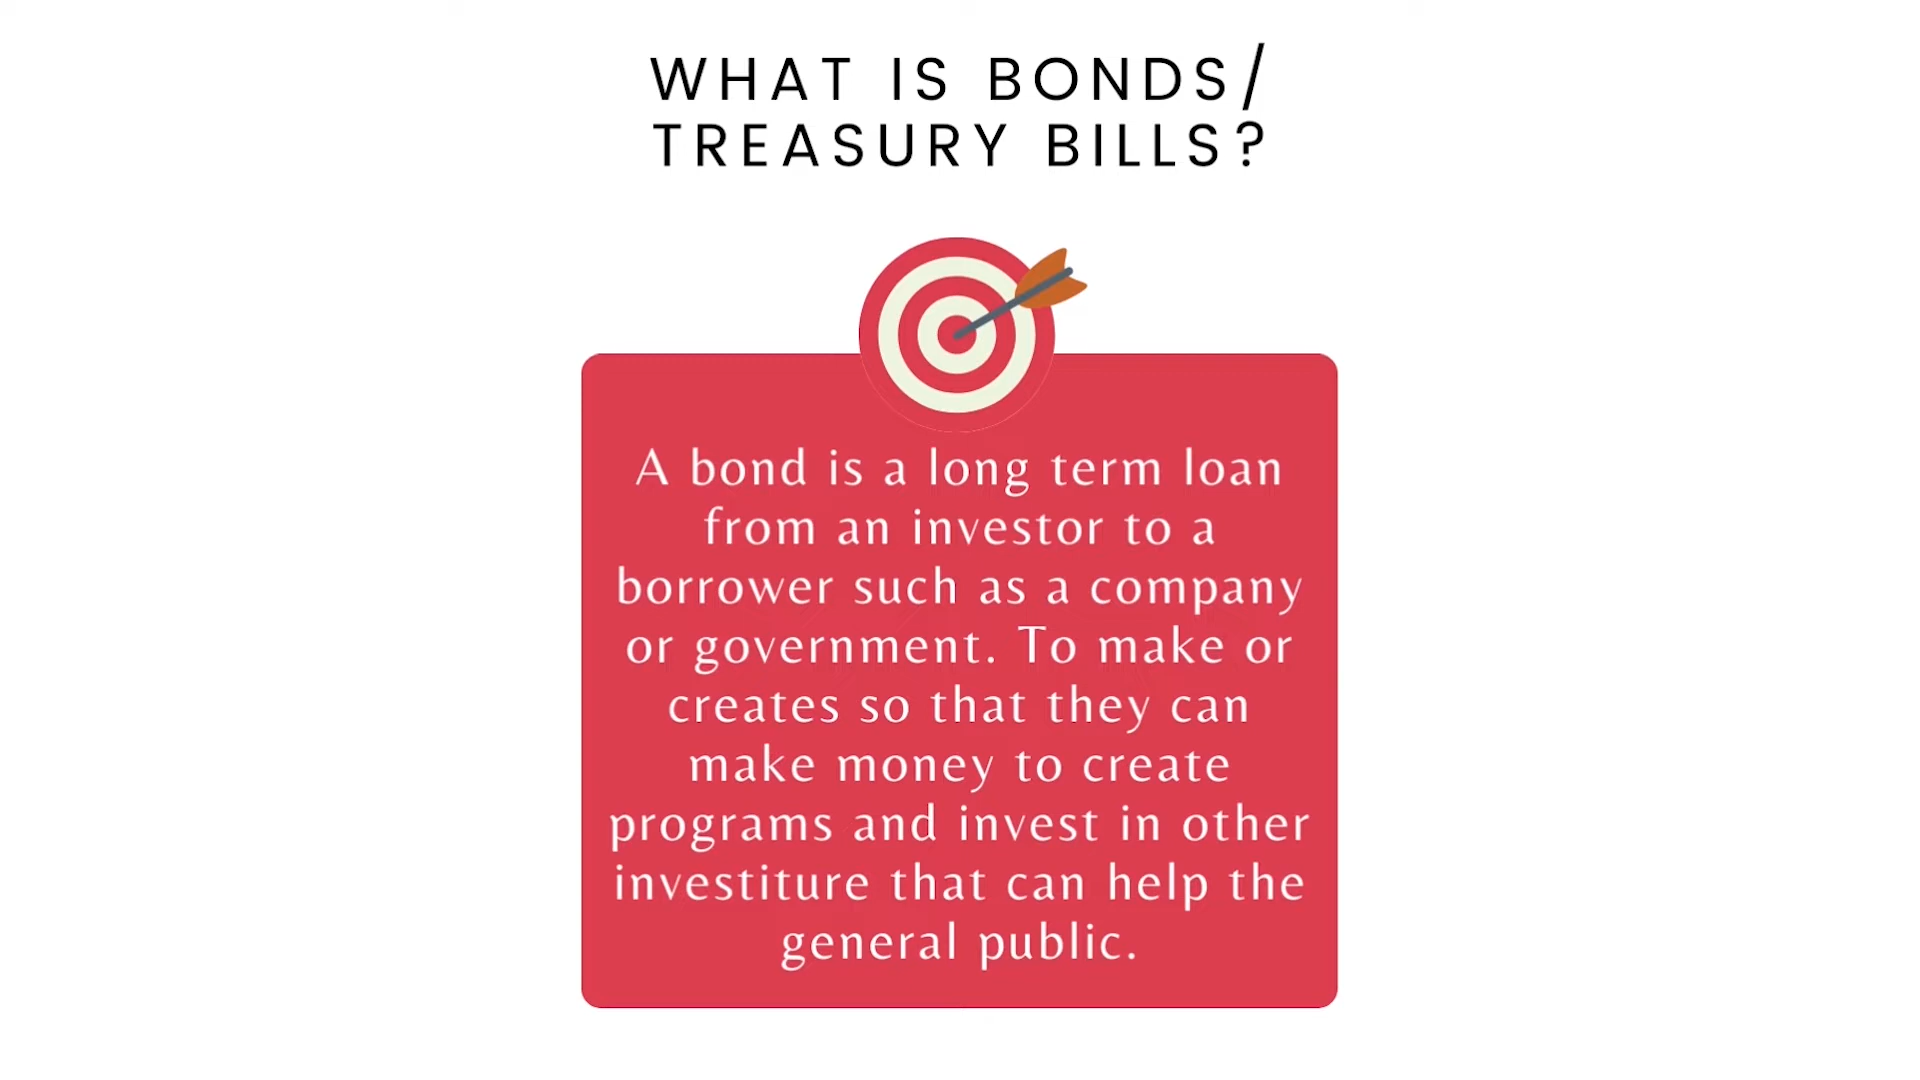 WHAT IS BONDS/
TREASURY BILLS?
A bond is a long term loan
from an investor to a
borrower such as a company
or government. To make or
creates so that they can
make money to create
programs and invest in other
investiture that can help the
general public.